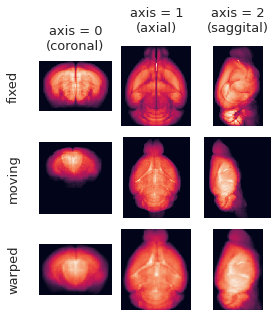 axis = 0
(coronal)
axis = 1
(axial)
axis = 2
(saggital)
fixed
moving
warped